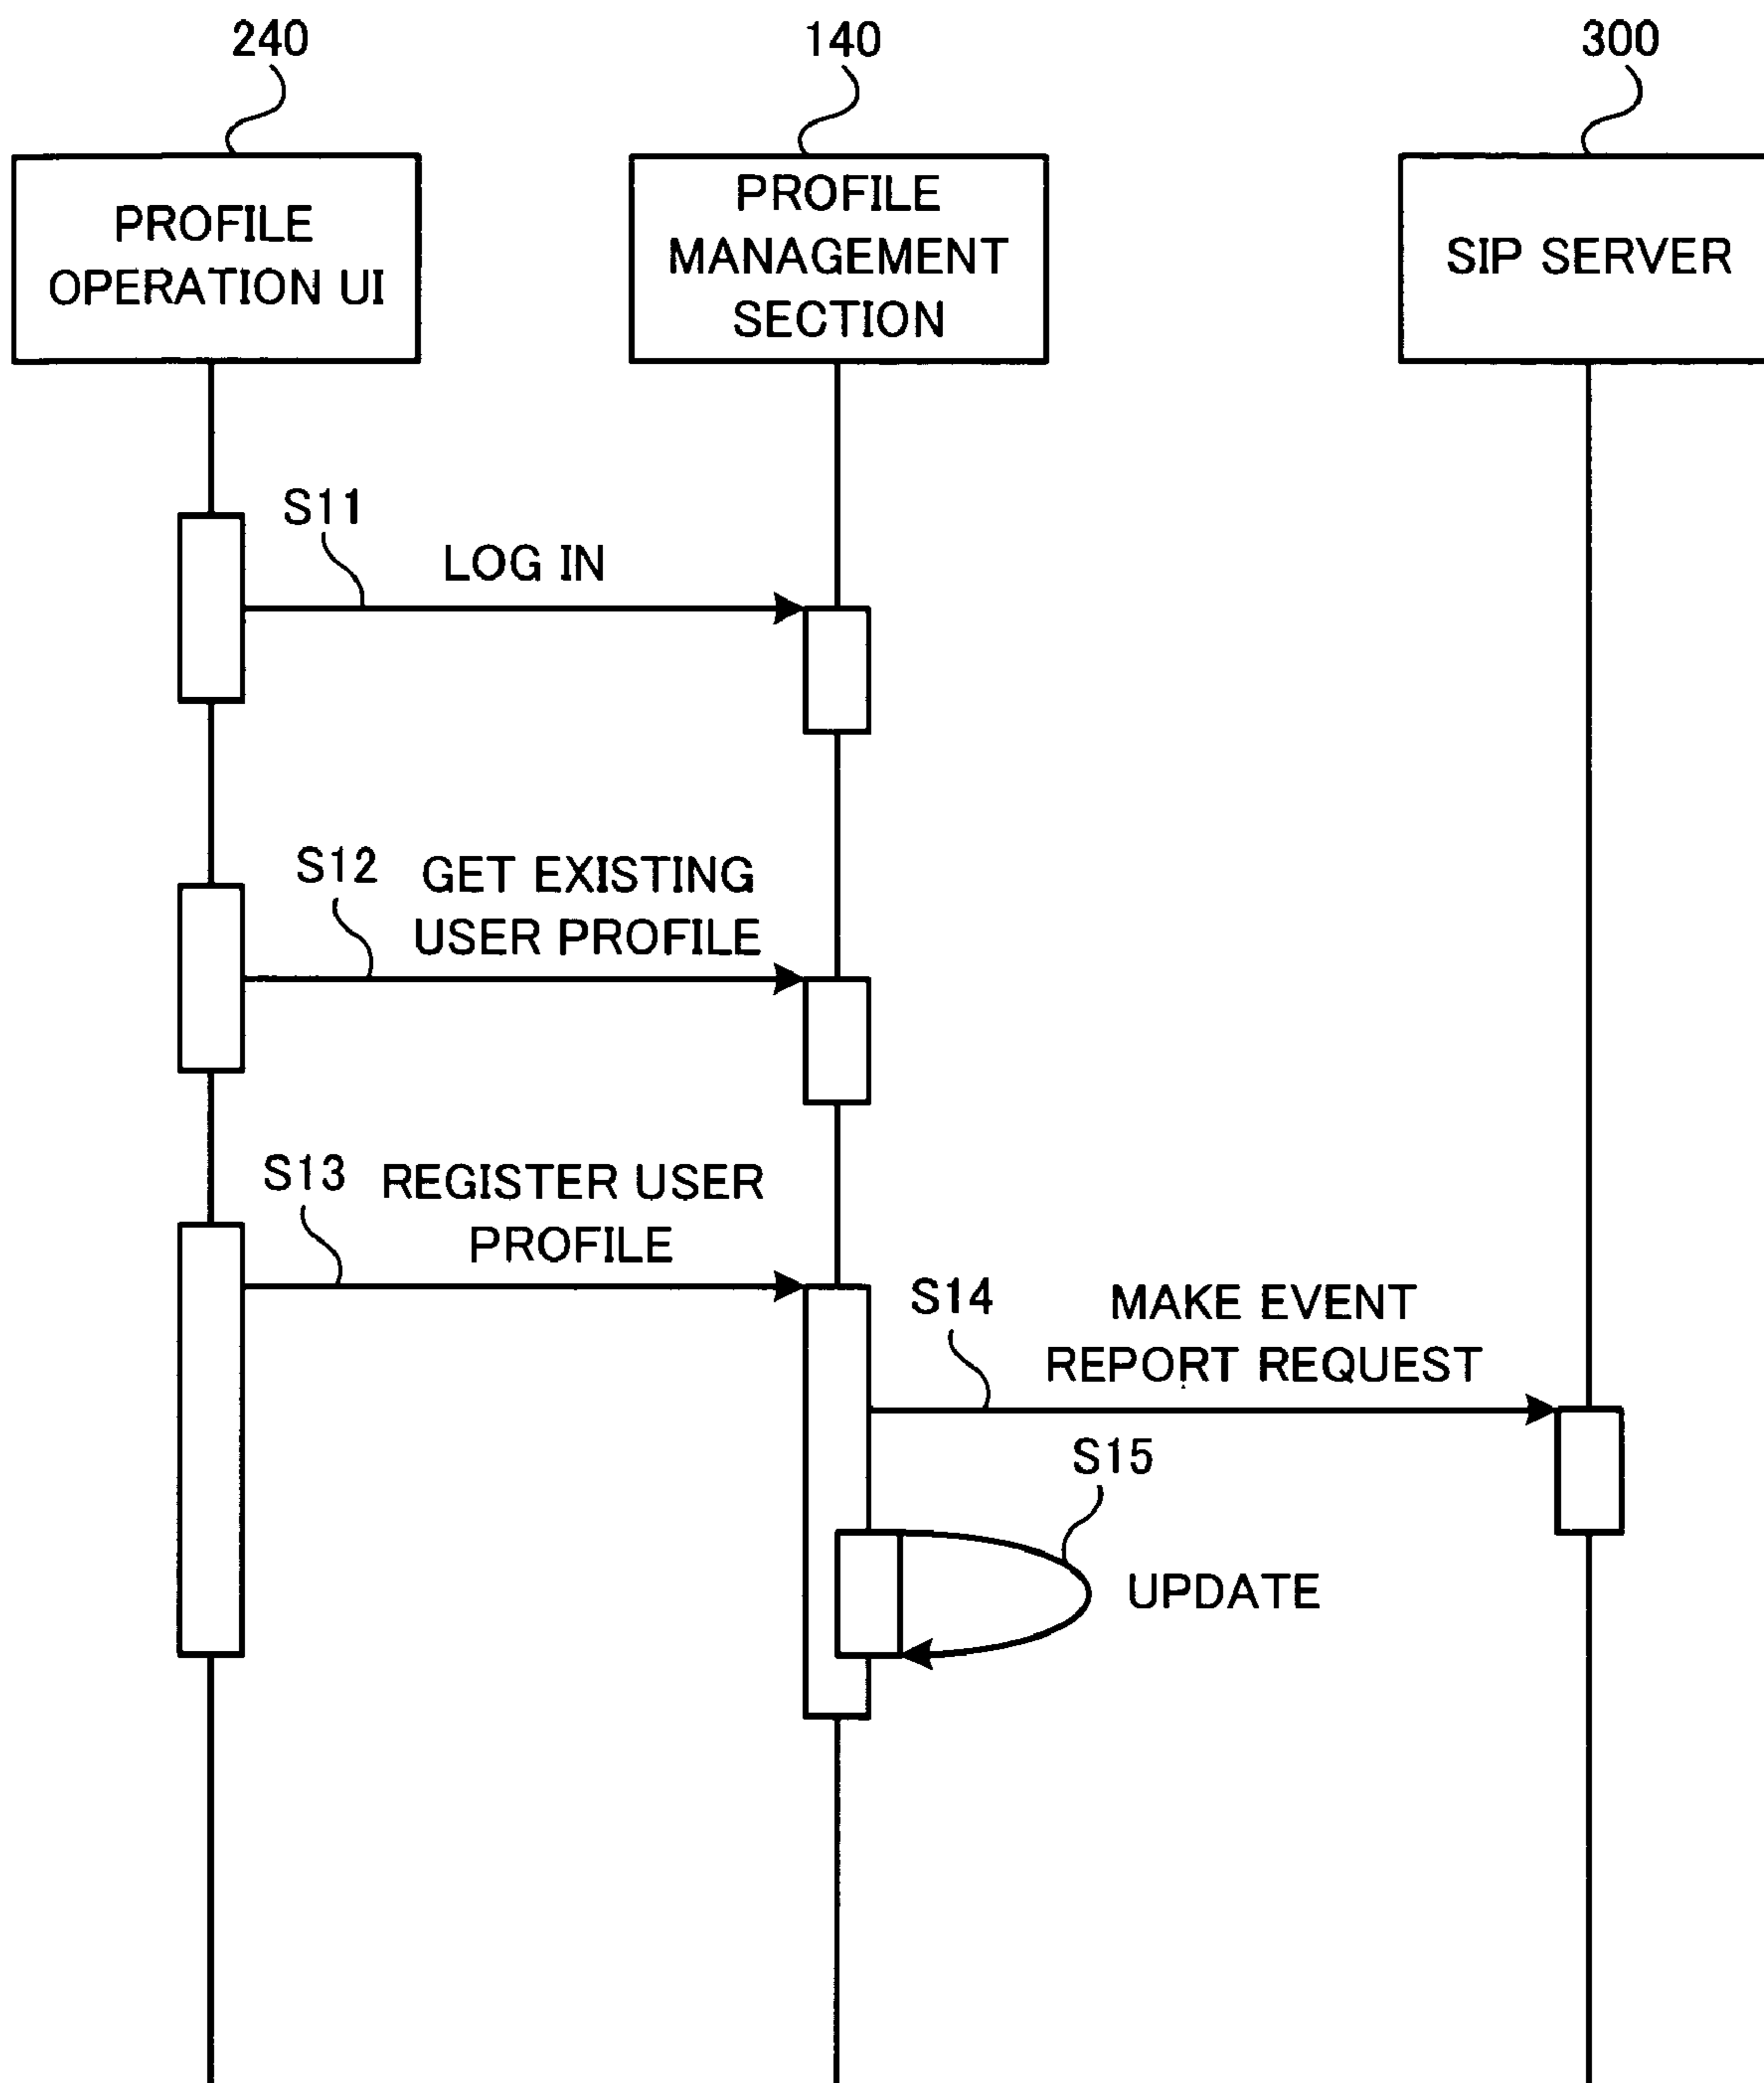 240
140
300
PROFILE
OPERATION UI
PROFILE
MANAGEMENT
SECTION
SIP SERVER
S11
LOG IN
S12
GET EXISTING
USER PROFILE
S13
REGISTER USER
PROFILE
S14
MAKE EVENT
REPORT REQUEST
S15
UPDATE